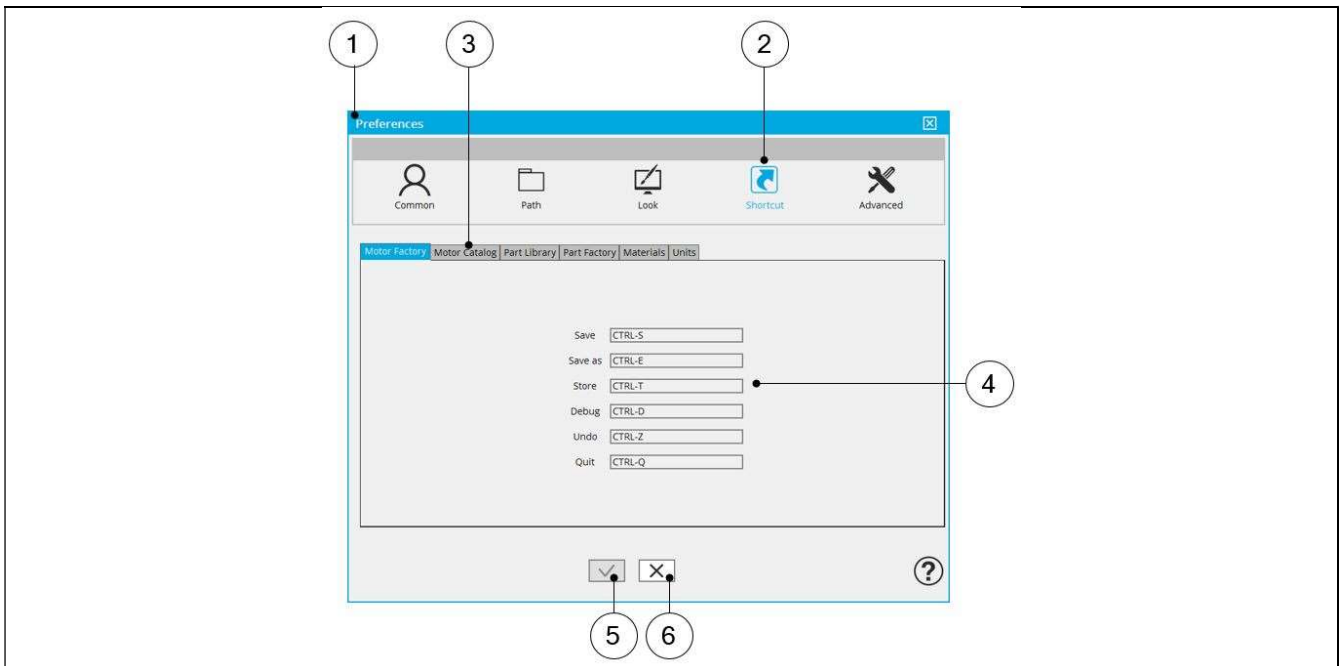 1 3 2
Preferences
Common Path Look Shortcut Advanced
Motor Factory Motor Catalog Part Library Part Factory Materials Units
Save CTRL-S
Save as CTRL-E
Store CTRL-T
4
Debug CTRL-D
Undo CTRL-Z
Quit CTRL-Q
?
5 6